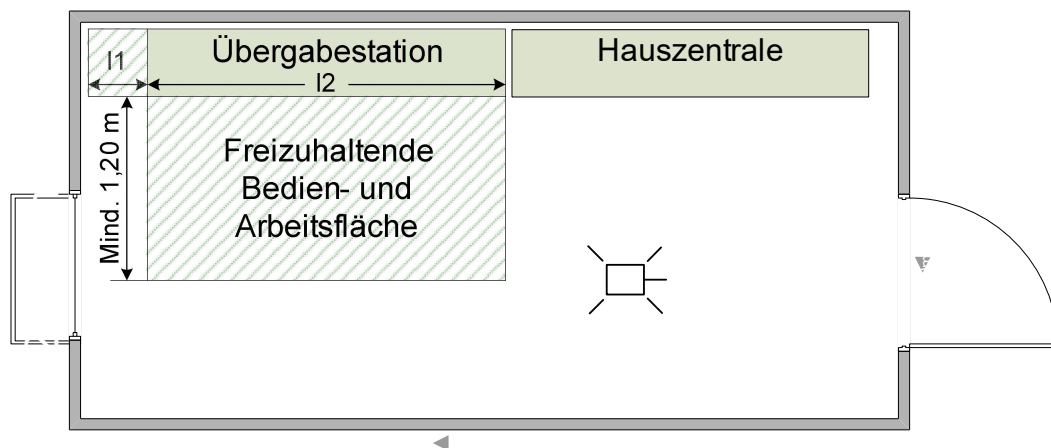 Übergabestation
Hauszentrale
l1
l2
Mind. 1,20 m
Freizuhaltende
Bedien- und
Arbeitsfläche